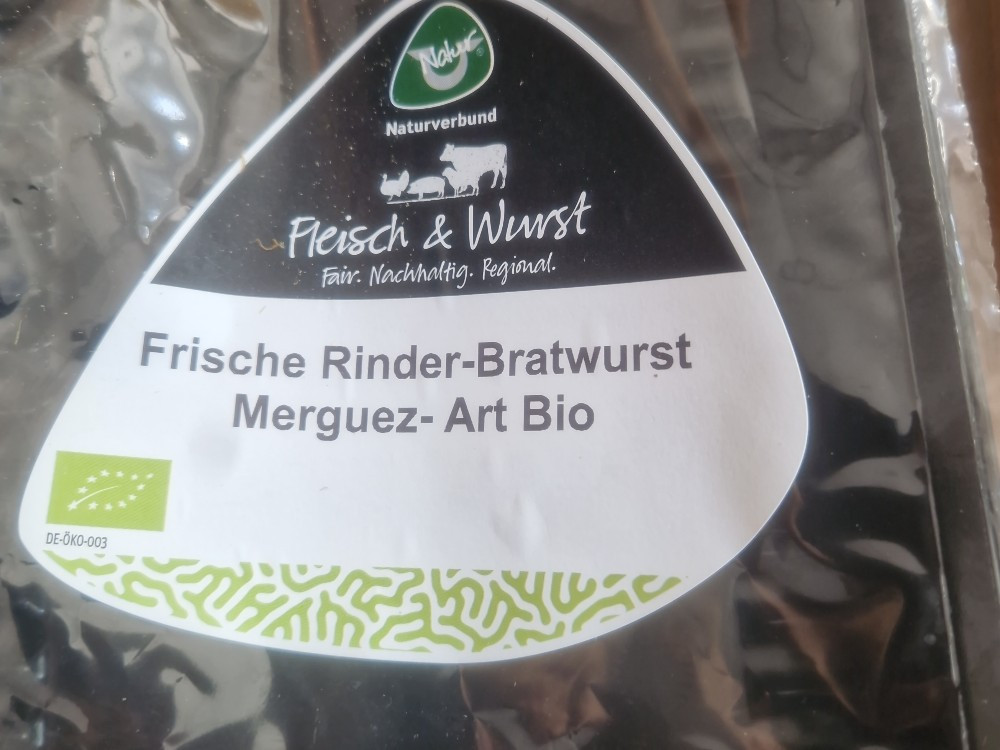 Natur
Naturverbund
Fleisch & Wurst
Fair. Nachhaltig. Regional.
Frische Rinder-Bratwurst
Merguez- Art Bio
DE-ÖKO-003